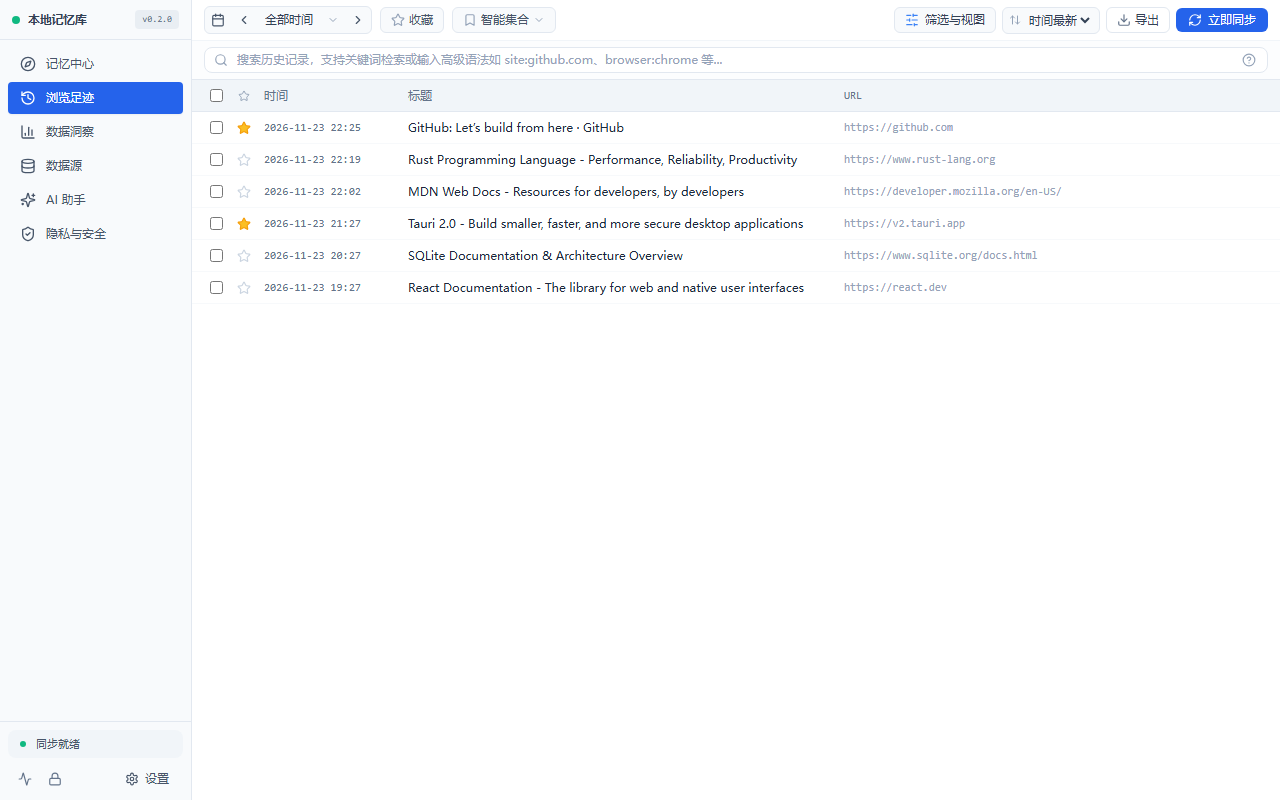 本地记忆库 v0.2.0
记忆中心
浏览足迹
数据洞察
数据源
AI 助手
隐私与安全
同步就绪
设置
全部时间 收藏 智能集合 筛选与视图 时间最新 导出 立即同步
搜索历史记录，支持关键词检索或输入高级语法如 site:github.com、browser:chrome 等...
时间 标题 URL
2026-11-23 22:25 GitHub: Let's build from here · GitHub https://github.com
2026-11-23 22:19 Rust Programming Language - Performance, Reliability, Productivity https://www.rust-lang.org
2026-11-23 22:02 MDN Web Docs - Resources for developers, by developers https://developer.mozilla.org/en-US/
2026-11-23 21:27 Tauri 2.0 - Build smaller, faster, and more secure desktop applications https://v2.tauri.app
2026-11-23 20:27 SQLite Documentation & Architecture Overview https://www.sqlite.org/docs.html
2026-11-23 19:27 React Documentation - The library for web and native user interfaces https://react.dev